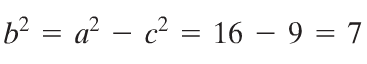 b² = a² − c² = 16 − 9 = 7